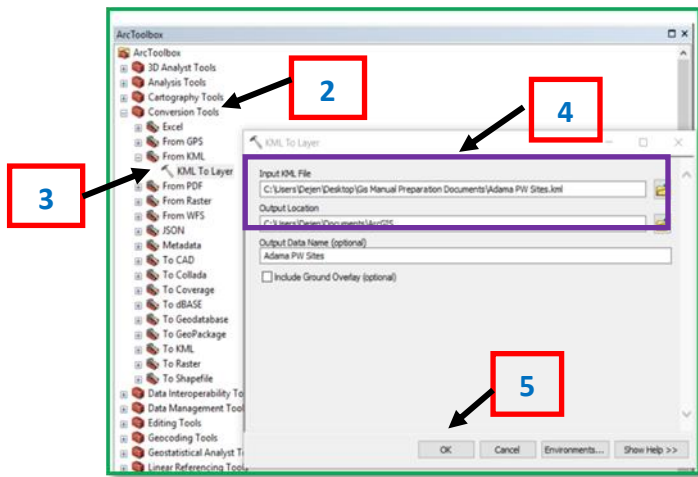 ArcToolbox
ArcToolbox
3D Analyst Tools
Analysis Tools
Cartography Tools
Conversion Tools
Excel
From GPS
From KML
KML To Layer
From PDF
From Raster
From WFS
JSON
Metadata
To CAD
To Collada
To Coverage
To dBASE
To Geodatabase
To GeoPackage
To KML
To Raster
To Shapefile
Data Interoperability To
Data Management Tool
Editing Tools
Geocoding Tools
Geostatistical Analyst T
Linear Referencing Tools
2
3
4
KML To Layer
Input KML File
C:\Users\Dejen\Desktop\Gis Manual Preparation Documents\Adama PW Sites.kml
Output Location
C:\Users\Dejen\Documents\ArcGIS
Output Data Name (optional)
Adama PW Sites
Include Ground Overlay (optional)
5
OK Cancel Environments... Show Help >>